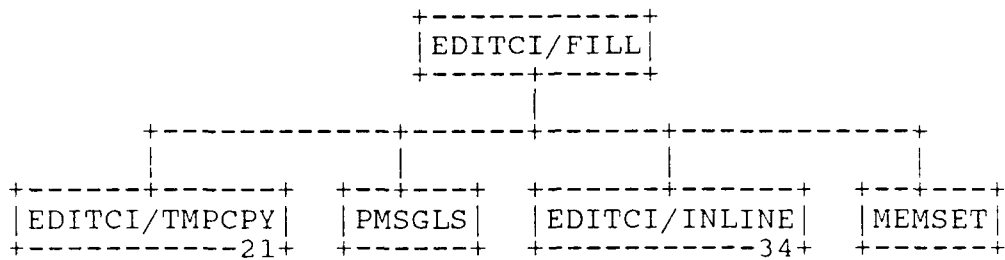 EDITCI/FILL
EDITCI/TMPCPY PMSGLS EDITCI/INLINE MEMSET
21 34